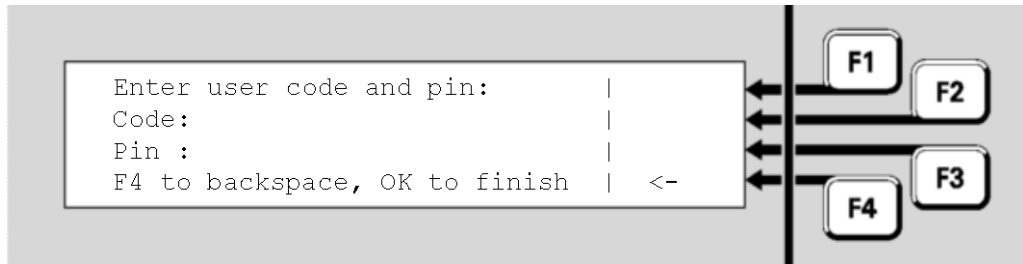 Enter user code and pin: |
Code: |
Pin : |
F4 to backspace, OK to finish | <-
F1
F2
F3
F4